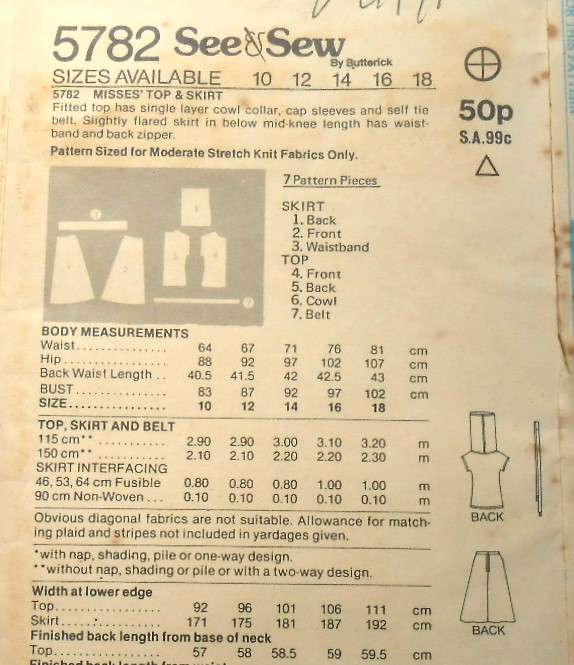 5782 See & Sew
By Butterick
SIZES AVAILABLE 10 12 14 16 18
5782 MISSES' TOP & SKIRT
Fitted top has single layer cowl collar, cap sleeves and self tie
belt. Slightly flared skirt in below mid-knee length has waist-
band and back zipper.
Pattern Sized for Moderate Stretch Knit Fabrics Only.
50p
S.A.99c
7 Pattern Pieces
SKIRT
1. Back
2. Front
3. Waistband
TOP
4. Front
5. Back
6. Cowl
7. Belt
BODY MEASUREMENTS
Waist............... 64 67 71 76 81 cm
Hip.................. 88 92 97 102 107 cm
Back Waist Length .. 40.5 41.5 42 42.5 43 cm
BUST............... 83 87 92 97 102 cm
SIZE............... 10 12 14 16 18
TOP, SKIRT AND BELT
115 cm**........... 2.90 2.90 3.00 3.10 3.20 m
150 cm** ........... 2.10 2.10 2.20 2.20 2.30 m
SKIRT INTERFACING
46, 53, 64 cm Fusible 0.80 0.80 0.80 1.00 1.00 m
90 cm Non-Woven ... 0.10 0.10 0.10 0.10 0.10 m
Obvious diagonal fabrics are not suitable. Allowance for match-
ing plaid and stripes not included in yardages given.
*with nap, shading, pile or one-way design.
**without nap, shading or pile or with a two-way design.
BACK
BACK
Width at lower edge
Top................. 92 96 101 106 111 cm
Skirt................ 171 175 181 187 192 cm
Finished back length from base of neck
Top................. 57 58 58.5 59 59.5 cm